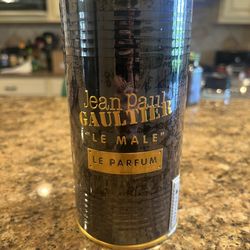 Jean Paul
GAULTIER
"LE MALE"
LE PARFUM